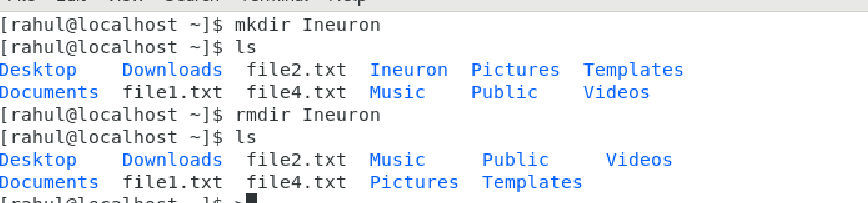 [rahul@localhost ~]$ mkdir Ineuron
[rahul@localhost ~]$ ls
Desktop    Downloads  file2.txt  Ineuron  Pictures  Templates
Documents  file1.txt  file4.txt  Music    Public    Videos
[rahul@localhost ~]$ rmdir Ineuron
[rahul@localhost ~]$ ls
Desktop    Downloads  file2.txt  Music     Public     Videos
Documents  file1.txt  file4.txt  Pictures  Templates
[rahul@localhost ~]$